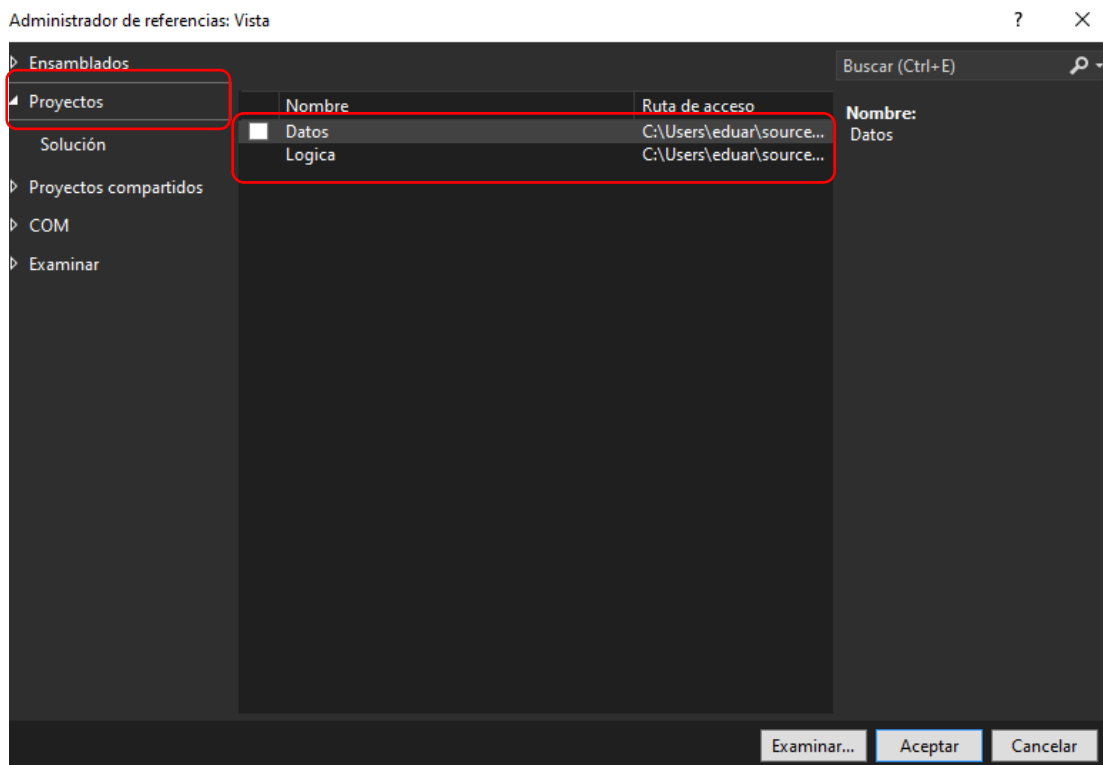 Administrador de referencias: Vista
?
Ensamblados
Buscar (Ctrl+E)
Proyectos
Solución
Proyectos compartidos
COM
Examinar
Nombre Ruta de acceso
Datos C:\Users\eduar\source...
Logica C:\Users\eduar\source...
Nombre:
Datos
Examinar... Aceptar Cancelar